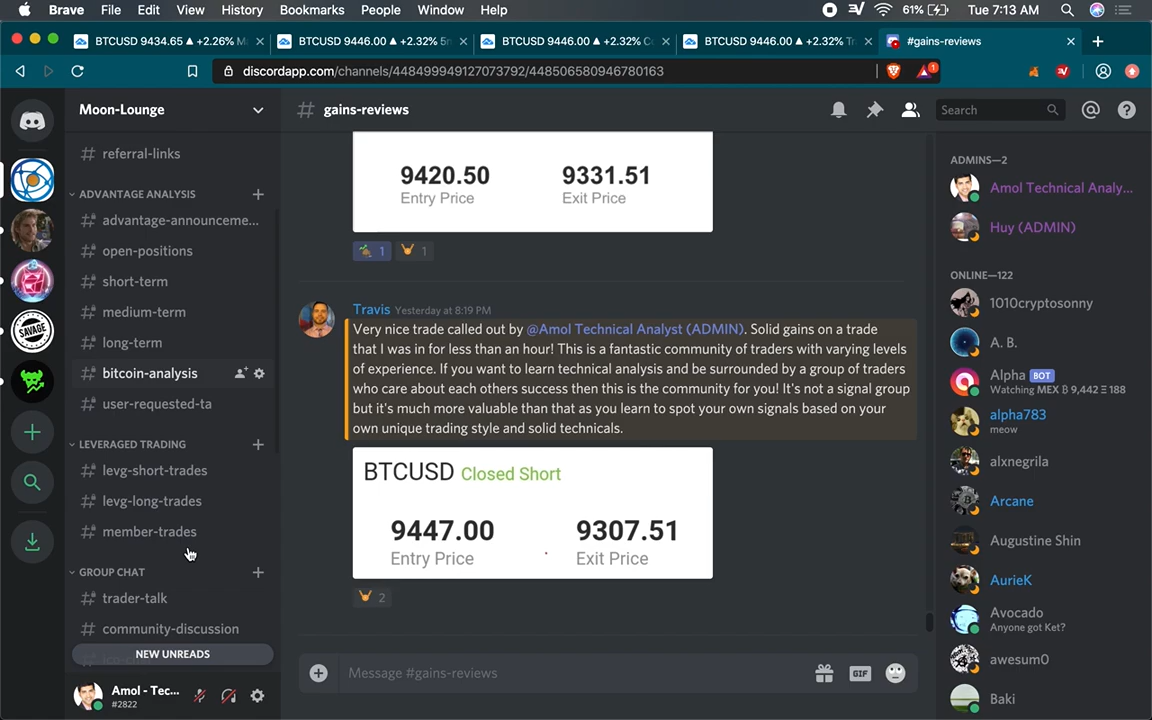 Brave File Edit View History Bookmarks People Window Help 61% Tue 7:13 AM
BTCUSD 9434.65 ▲ +2.26% M
BTCUSD 9446.00 ▲ +2.32% 5m
BTCUSD 9446.00 ▲ +2.32% C
BTCUSD 9446.00 ▲ +2.32% Tr
#gains-reviews
discordapp.com/channels/448499949127073792/448506580946780163
1
Moon-Lounge
# gains-reviews
Search
referral-links
ADVANTAGE ANALYSIS
advantage-announceme...
open-positions
short-term
medium-term
long-term
bitcoin-analysis
user-requested-ta
LEVERAGED TRADING
levg-short-trades
levg-long-trades
member-trades
GROUP CHAT
trader-talk
community-discussion
NEW UNREADS
Amol - Tec...
#2822
SAVAGE
9420.50 9331.51
Entry Price Exit Price
1 1
Travis Yesterday at 8:19 PM
Very nice trade called out by @Amol Technical Analyst (ADMIN). Solid gains on a trade
that I was in for less than an hour! This is a fantastic community of traders with varying levels
of experience. If you want to learn technical analysis and be surrounded by a group of traders
who care about each others success then this is the community for you! It's not a signal group
but it's much more valuable than that as you learn to spot your own signals based on your
own unique trading style and solid technicals.
BTCUSD Closed Short
9447.00 9307.51
Entry Price Exit Price
2
Message #gains-reviews
GIF
ADMINS—2
Amol Technical Analy...
Huy (ADMIN)
ONLINE—122
1010cryptosonny
A. B.
Alpha BOT
Watching MEX ₿ 9,442 Ξ 188
alpha783
meow
alxnegrila
Arcane
Augustine Shin
AurieK
Avocado
Anyone got Ket?
awesum0
Baki